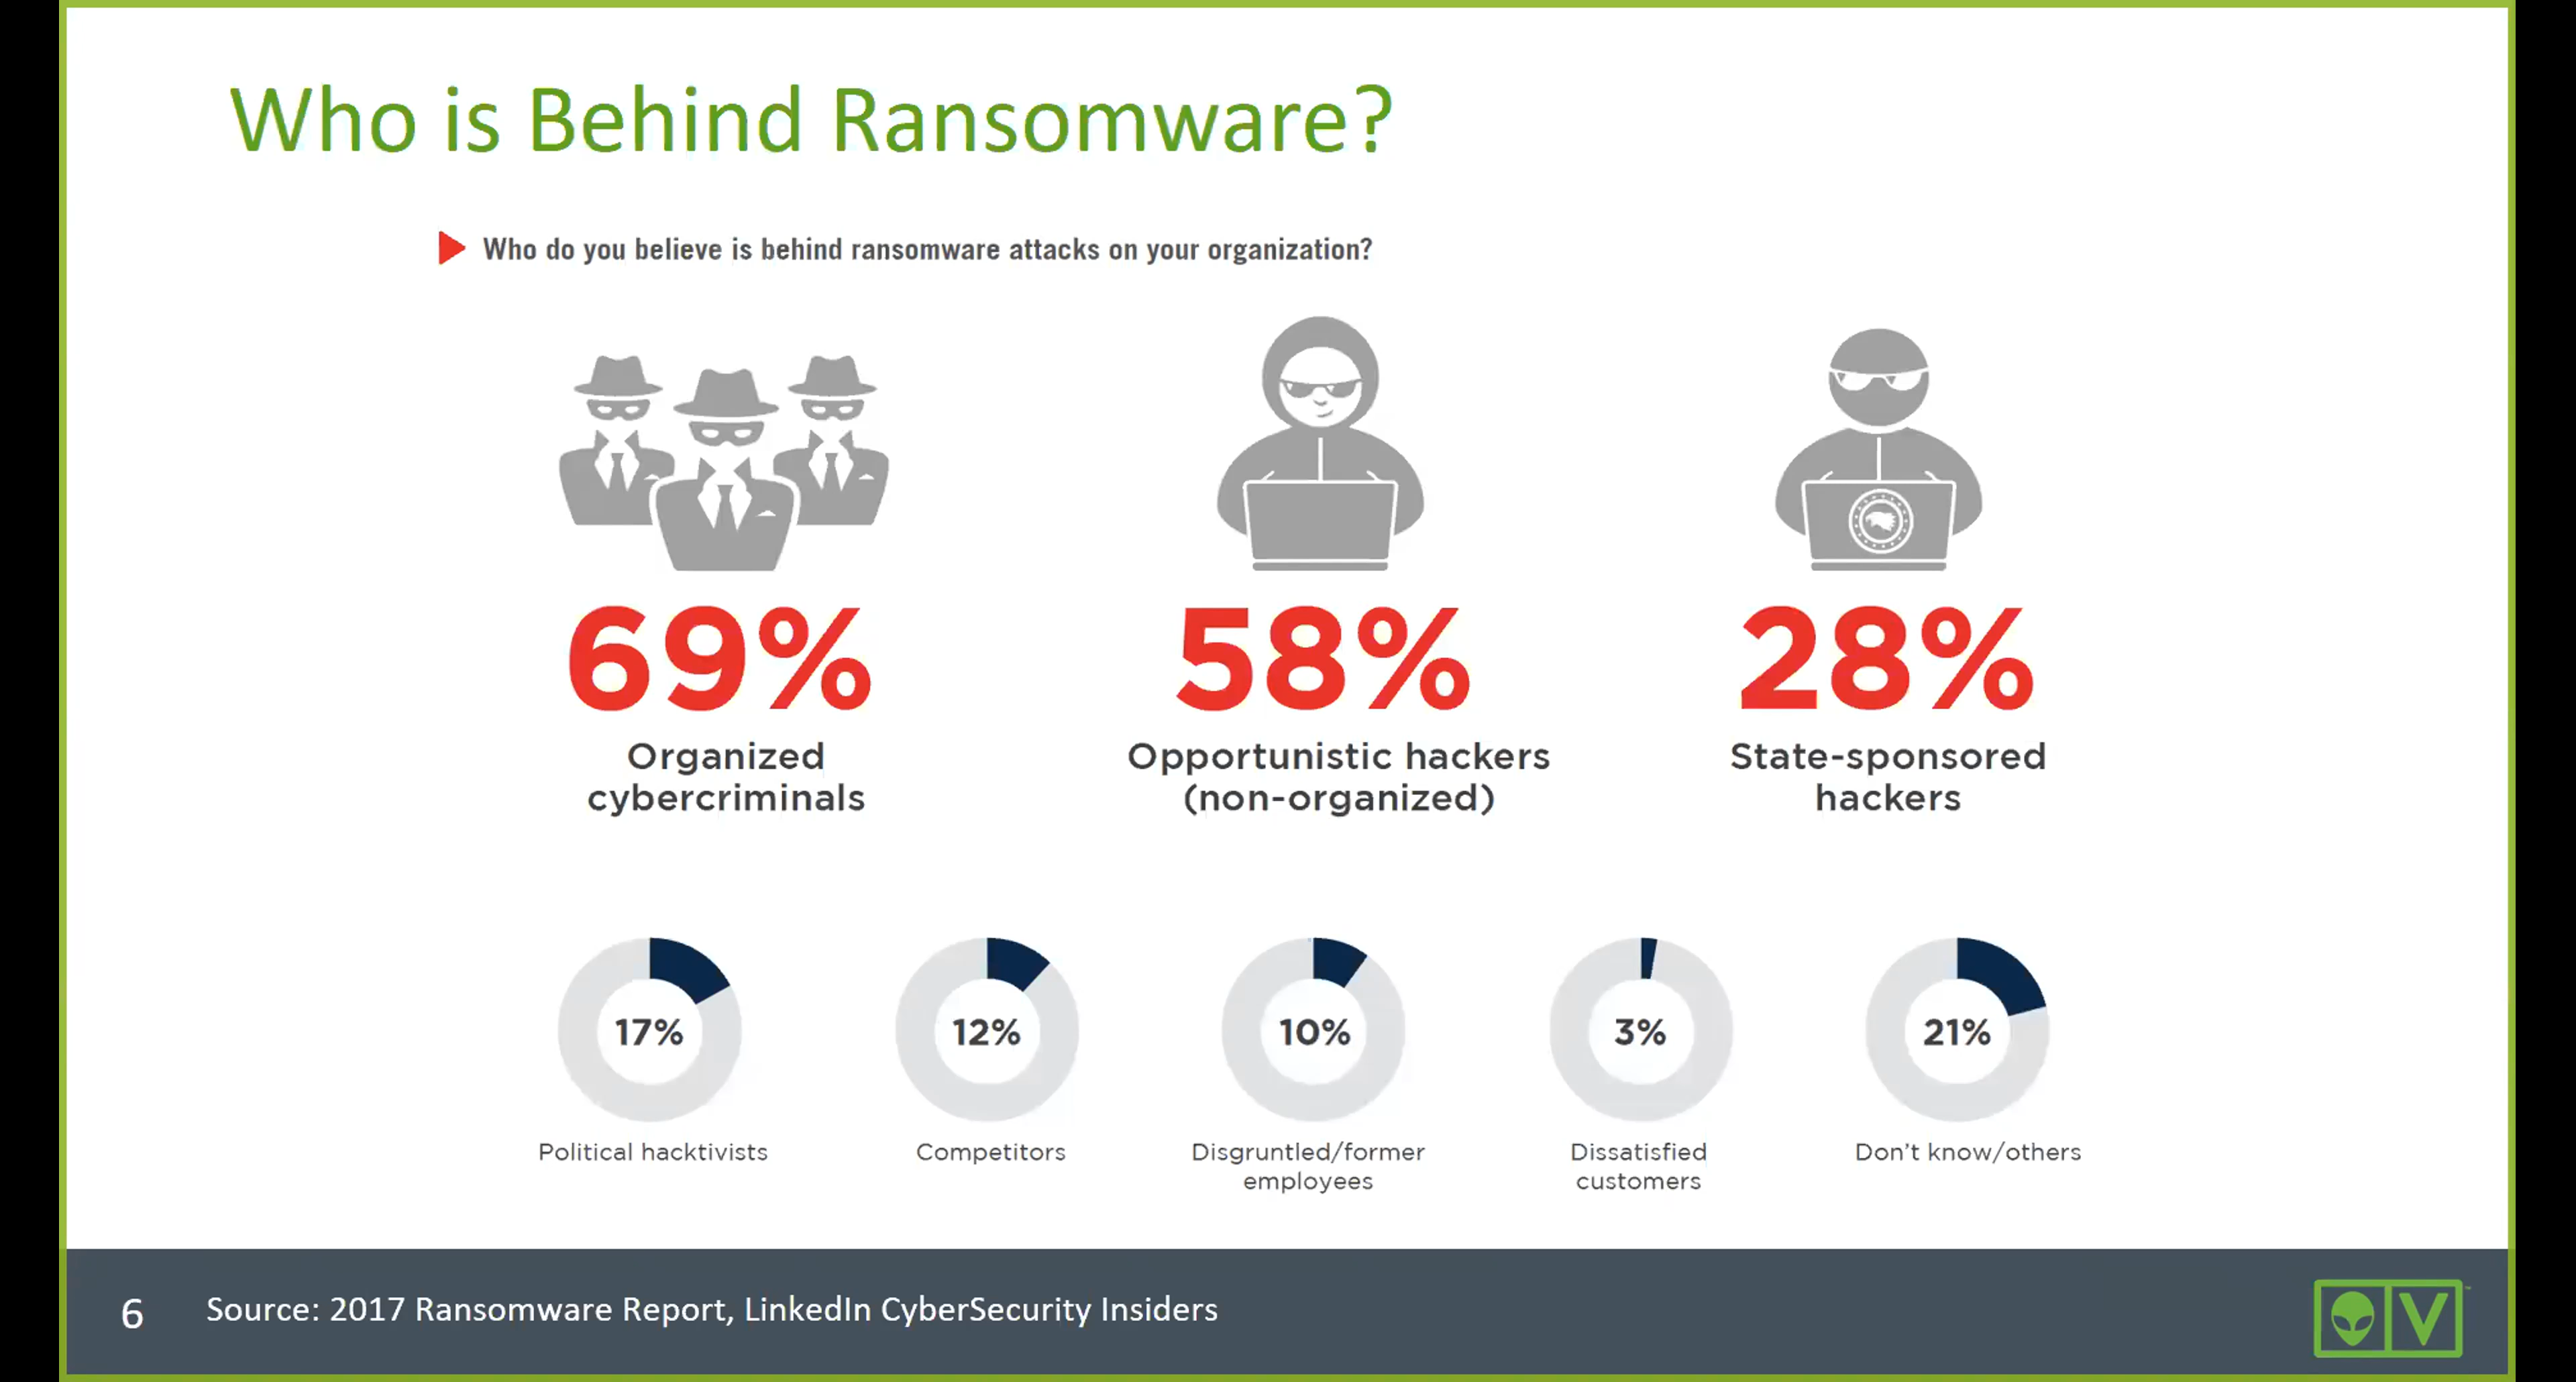 Who is Behind Ransomware?
Who do you believe is behind ransomware attacks on your organization?
69%
Organized
cybercriminals
58%
Opportunistic hackers
(non-organized)
28%
State-sponsored
hackers
17%
Political hacktivists
12%
Competitors
10%
Disgruntled/former
employees
3%
Dissatisfied
customers
21%
Don't know/others
6
Source: 2017 Ransomware Report, LinkedIn CyberSecurity Insiders
V